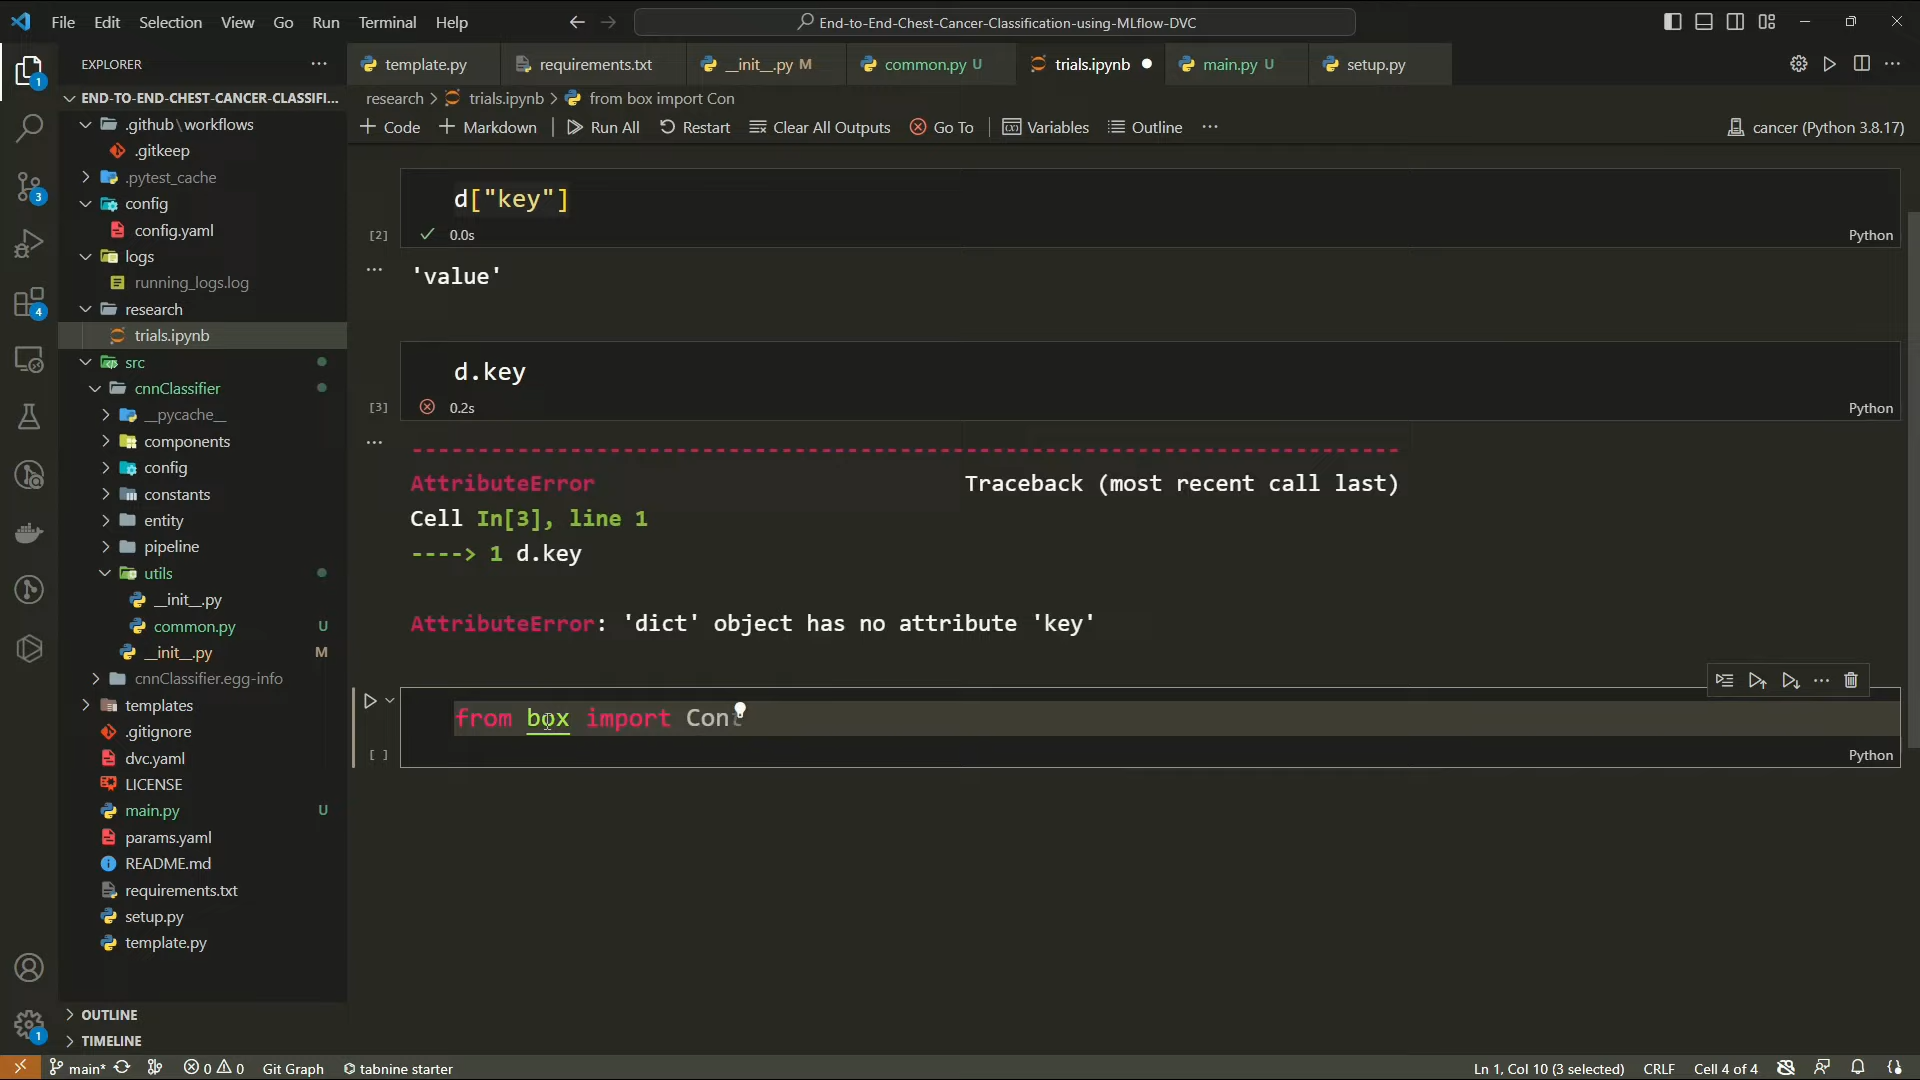 File Edit Selection View Go Run Terminal Help
End-to-End-Chest-Cancer-Classification-using-MLflow-DVC
EXPLORER
template.py
requirements.txt
__init__.py M
common.py U
trials.ipynb
main.py U
setup.py
research > trials.ipynb > from box import Con
+ Code + Markdown Run All Restart Clear All Outputs Go To Variables Outline ...
cancer (Python 3.8.17)
END-TO-END-CHEST-CANCER-CLASSIFI...
.github\workflows
.gitkeep
.pytest_cache
config
config.yaml
logs
running_logs.log
research
trials.ipynb
src
cnnClassifier
__pycache__
components
config
constants
entity
pipeline
utils
__init__.py
common.py U
__init__.py M
cnnClassifier.egg-info
templates
.gitignore
dvc.yaml
LICENSE
main.py U
params.yaml
README.md
requirements.txt
setup.py
template.py
OUTLINE
TIMELINE
1
3
4
1
d["key"]
[2] 0.0s Python
'value'
d.key
[3] 0.2s Python
---------------------------------------------------------------------------
AttributeError Traceback (most recent call last)
Cell In[3], line 1
----> 1 d.key
AttributeError: 'dict' object has no attribute 'key'
from box import Con
[ ] Python
main* 0 0 Git Graph tabnine starter
Ln 1, Col 10 (3 selected) CRLF Cell 4 of 4